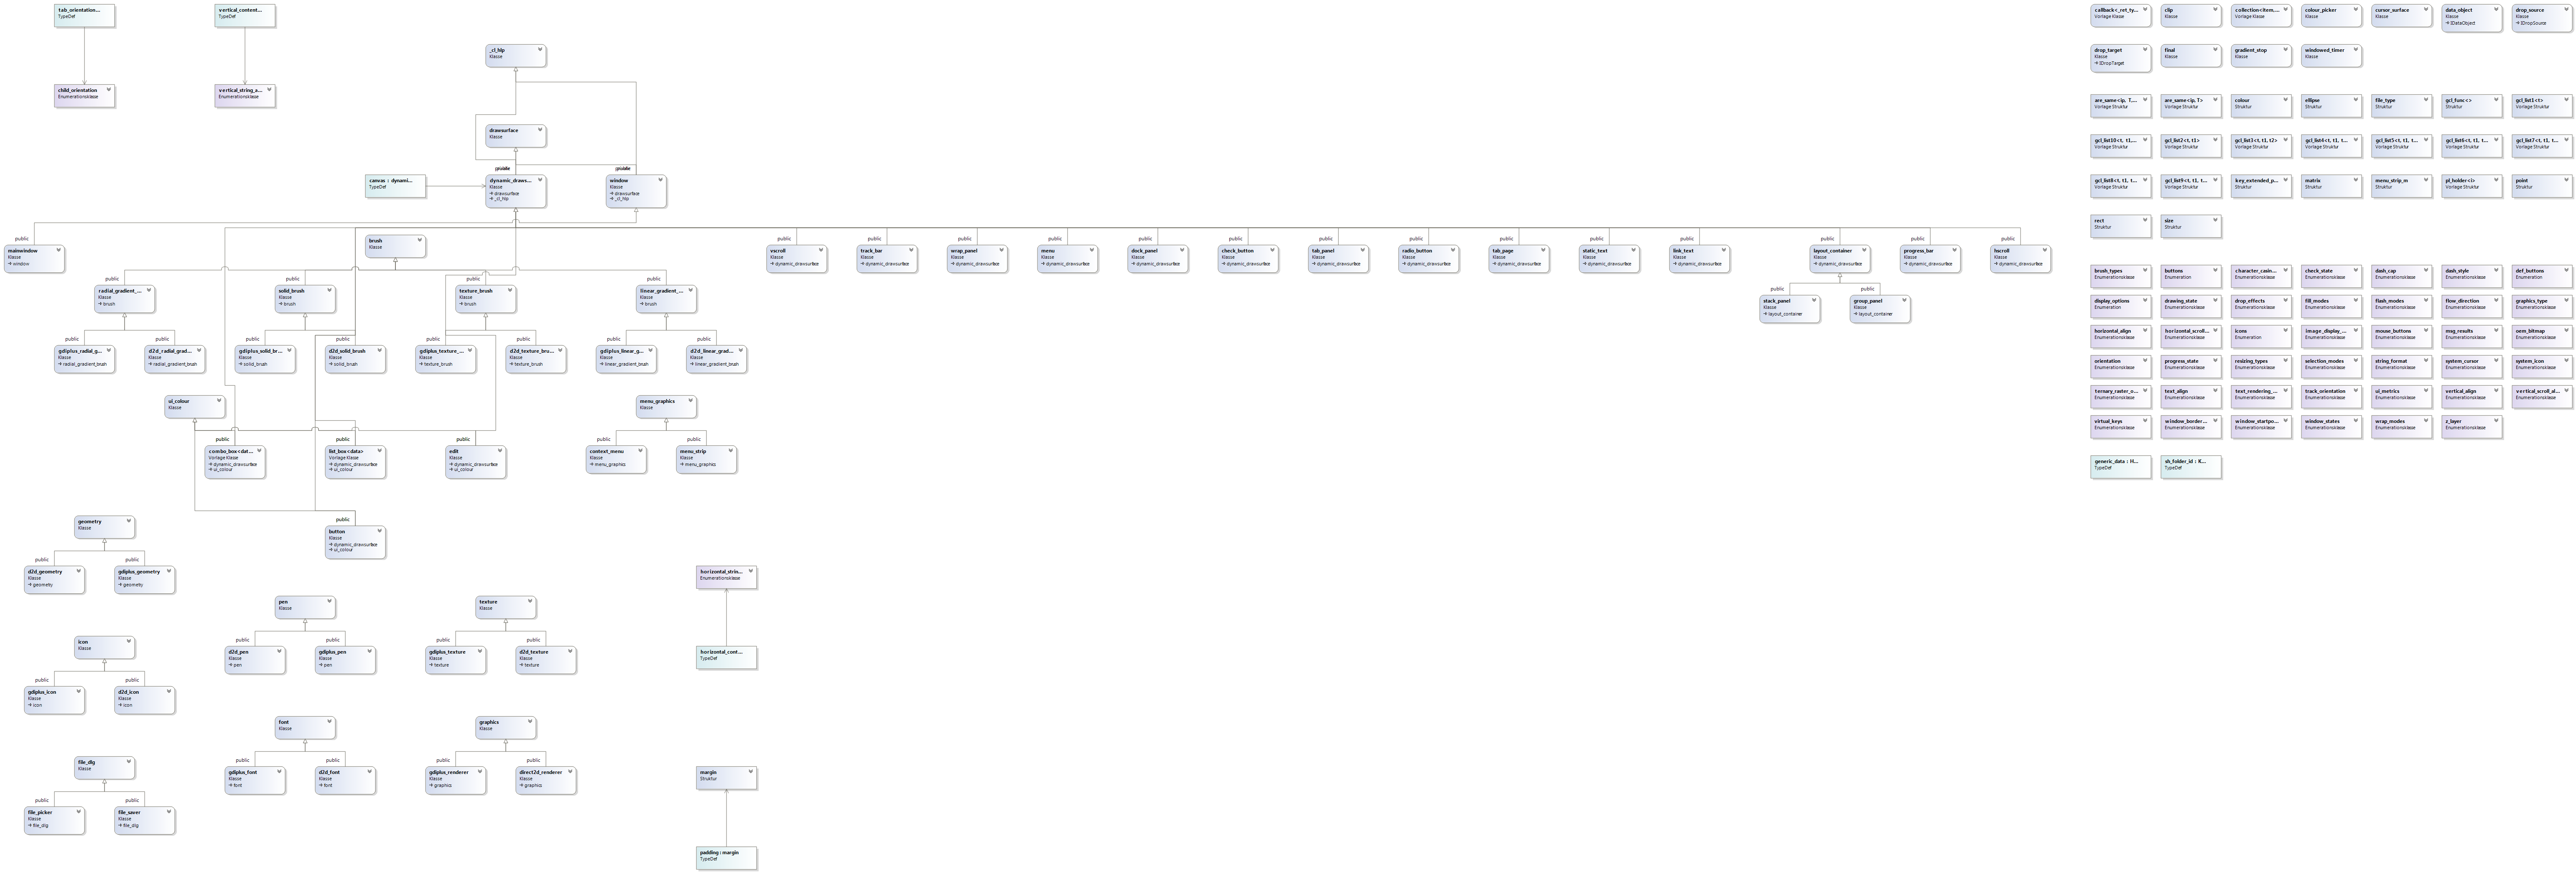 tab_orientation...
TypeDef
child_orientation
Enumerationsklasse
vertical_content...
TypeDef
vertical_string_a...
Enumerationsklasse
_cl_hlp
Klasse
drawsurface
Klasse
canvas : dynami...
TypeDef
dynamic_draws...
Klasse
drawsurface
_cl_hlp
window
Klasse
drawsurface
_cl_hlp
public
mainwindow
Klasse
window
brush
Klasse
public
vscroll
Klasse
dynamic_drawsurface
public
track_bar
Klasse
dynamic_drawsurface
public
wrap_panel
Klasse
dynamic_drawsurface
public
menu
Klasse
dynamic_drawsurface
public
dock_panel
Klasse
dynamic_drawsurface
public
check_button
Klasse
dynamic_drawsurface
public
tab_panel
Klasse
dynamic_drawsurface
public
radio_button
Klasse
dynamic_drawsurface
public
tab_page
Klasse
dynamic_drawsurface
public
static_text
Klasse
dynamic_drawsurface
public
link_text
Klasse
dynamic_drawsurface
public
layout_container
Klasse
dynamic_drawsurface
public
progress_bar
Klasse
dynamic_drawsurface
public
hscroll
Klasse
dynamic_drawsurface
public
stack_panel
Klasse
layout_container
public
group_panel
Klasse
layout_container
public
radial_gradient_...
Klasse
brush
public
solid_brush
Klasse
brush
public
texture_brush
Klasse
brush
public
linear_gradient_...
Klasse
brush
public
gdiplus_radial_g...
Klasse
radial_gradient_brush
public
d2d_radial_grad...
Klasse
radial_gradient_brush
public
gdiplus_solid_br...
Klasse
solid_brush
public
d2d_solid_brush
Klasse
solid_brush
public
gdiplus_texture_...
Klasse
texture_brush
public
d2d_texture_bru...
Klasse
texture_brush
public
gdiplus_linear_g...
Klasse
linear_gradient_brush
public
d2d_linear_grad...
Klasse
linear_gradient_brush
ui_colour
Klasse
menu_graphics
Klasse
public
combo_box<dat...
Vorlage Klasse
dynamic_drawsurface
ui_colour
public
list_box<data>
Vorlage Klasse
dynamic_drawsurface
ui_colour
public
edit
Klasse
dynamic_drawsurface
ui_colour
public
context_menu
Klasse
menu_graphics
public
menu_strip
Klasse
menu_graphics
public
button
Klasse
dynamic_drawsurface
ui_colour
geometry
Klasse
public
d2d_geometry
Klasse
geometry
public
gdiplus_geometry
Klasse
geometry
horizontal_strin...
Enumerationsklasse
horizontal_cont...
TypeDef
pen
Klasse
public
d2d_pen
Klasse
pen
public
gdiplus_pen
Klasse
pen
texture
Klasse
public
gdiplus_texture
Klasse
texture
public
d2d_texture
Klasse
texture
icon
Klasse
public
gdiplus_icon
Klasse
icon
public
d2d_icon
Klasse
icon
font
Klasse
public
gdiplus_font
Klasse
font
public
d2d_font
Klasse
font
graphics
Klasse
public
gdiplus_renderer
Klasse
graphics
public
direct2d_renderer
Klasse
graphics
file_dlg
Klasse
public
file_picker
Klasse
file_dlg
public
file_saver
Klasse
file_dlg
margin
Struktur
padding : margin
TypeDef
callback<_ret_ty...
Vorlage Klasse
clip
Klasse
collection<item,...
Vorlage Klasse
colour_picker
Klasse
cursor_surface
Klasse
data_object
Klasse
IDataObject
drop_source
Klasse
IDropSource
drop_target
Klasse
IDropTarget
final
Klasse
gradient_stop
Klasse
windowed_timer
Klasse
are_same<ip, T,...
Vorlage Struktur
are_same<ip, T>
Vorlage Struktur
colour
Struktur
ellipse
Struktur
file_type
Struktur
gcl_func<>
Struktur
gcl_list1<t>
Vorlage Struktur
gcl_list10<t, t1,...
Vorlage Struktur
gcl_list2<t, t1>
Vorlage Struktur
gcl_list3<t, t1, t2>
Vorlage Struktur
gcl_list4<t, t1, t...
Vorlage Struktur
gcl_list5<t, t1, t...
Vorlage Struktur
gcl_list6<t, t1, t...
Vorlage Struktur
gcl_list7<t, t1, t...
Vorlage Struktur
gcl_list8<t, t1, t...
Vorlage Struktur
gcl_list9<t, t1, t...
Vorlage Struktur
key_extended_p...
Struktur
matrix
Struktur
menu_strip_m
Struktur
pl_holder<i>
Vorlage Struktur
point
Struktur
rect
Struktur
size
Struktur
brush_types
Enumerationsklasse
buttons
Enumeration
character_casin...
Enumerationsklasse
check_state
Enumerationsklasse
dash_cap
Enumerationsklasse
dash_style
Enumerationsklasse
def_buttons
Enumeration
display_options
Enumeration
drawing_state
Enumerationsklasse
drop_effects
Enumerationsklasse
fill_modes
Enumerationsklasse
flash_modes
Enumerationsklasse
flow_direction
Enumerationsklasse
graphics_type
Enumerationsklasse
horizontal_align
Enumerationsklasse
horizontal_scroll...
Enumerationsklasse
icons
Enumeration
image_display_...
Enumerationsklasse
mouse_buttons
Enumerationsklasse
msg_results
Enumerationsklasse
oem_bitmap
Enumerationsklasse
orientation
Enumerationsklasse
progress_state
Enumerationsklasse
resizing_types
Enumerationsklasse
selection_modes
Enumerationsklasse
string_format
Enumerationsklasse
system_cursor
Enumerationsklasse
system_icon
Enumerationsklasse
ternary_raster_o...
Enumerationsklasse
text_align
Enumerationsklasse
text_rendering_...
Enumerationsklasse
track_orientation
Enumerationsklasse
ui_metrics
Enumerationsklasse
vertical_align
Enumerationsklasse
vertical_scroll_al...
Enumerationsklasse
virtual_keys
Enumerationsklasse
window_border...
Enumerationsklasse
window_startpo...
Enumerationsklasse
window_states
Enumerationsklasse
wrap_modes
Enumerationsklasse
z_layer
Enumerationsklasse
generic_data : H...
TypeDef
sh_folder_id : K...
TypeDef